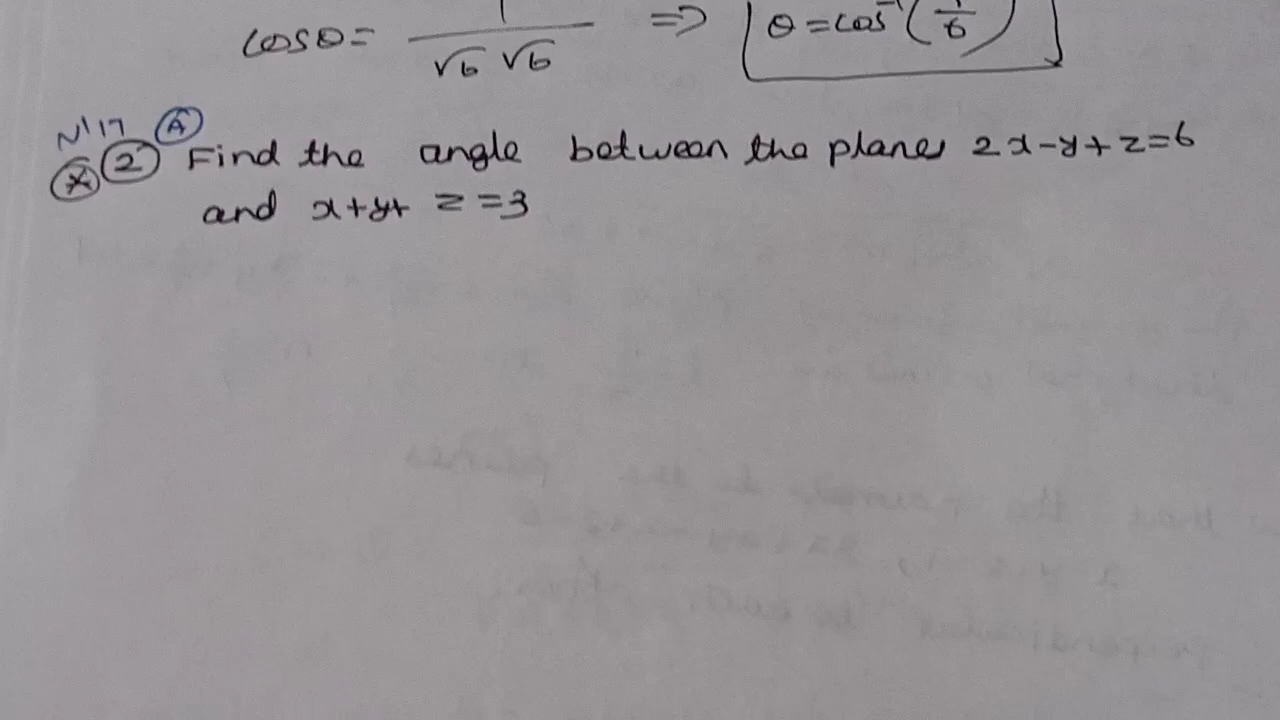 cosθ = 1 / √6 √6 ⇒ θ = cos⁻¹ (1/6)
N'17 A
* 2 Find the angle between the planes 2x-y+z=6
and x+y+ z =3